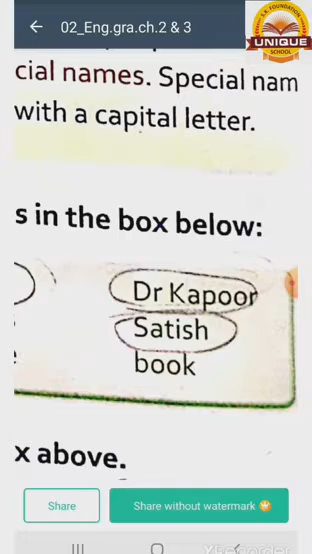 02_Eng.gra.ch.2 & 3
S.K. FOUNDATION
UNIQUE
SCHOOL
cial names. Special nam
with a capital letter.
s in the box below:
Dr Kapoor
Satish
book
x above.
Share
Share without watermark